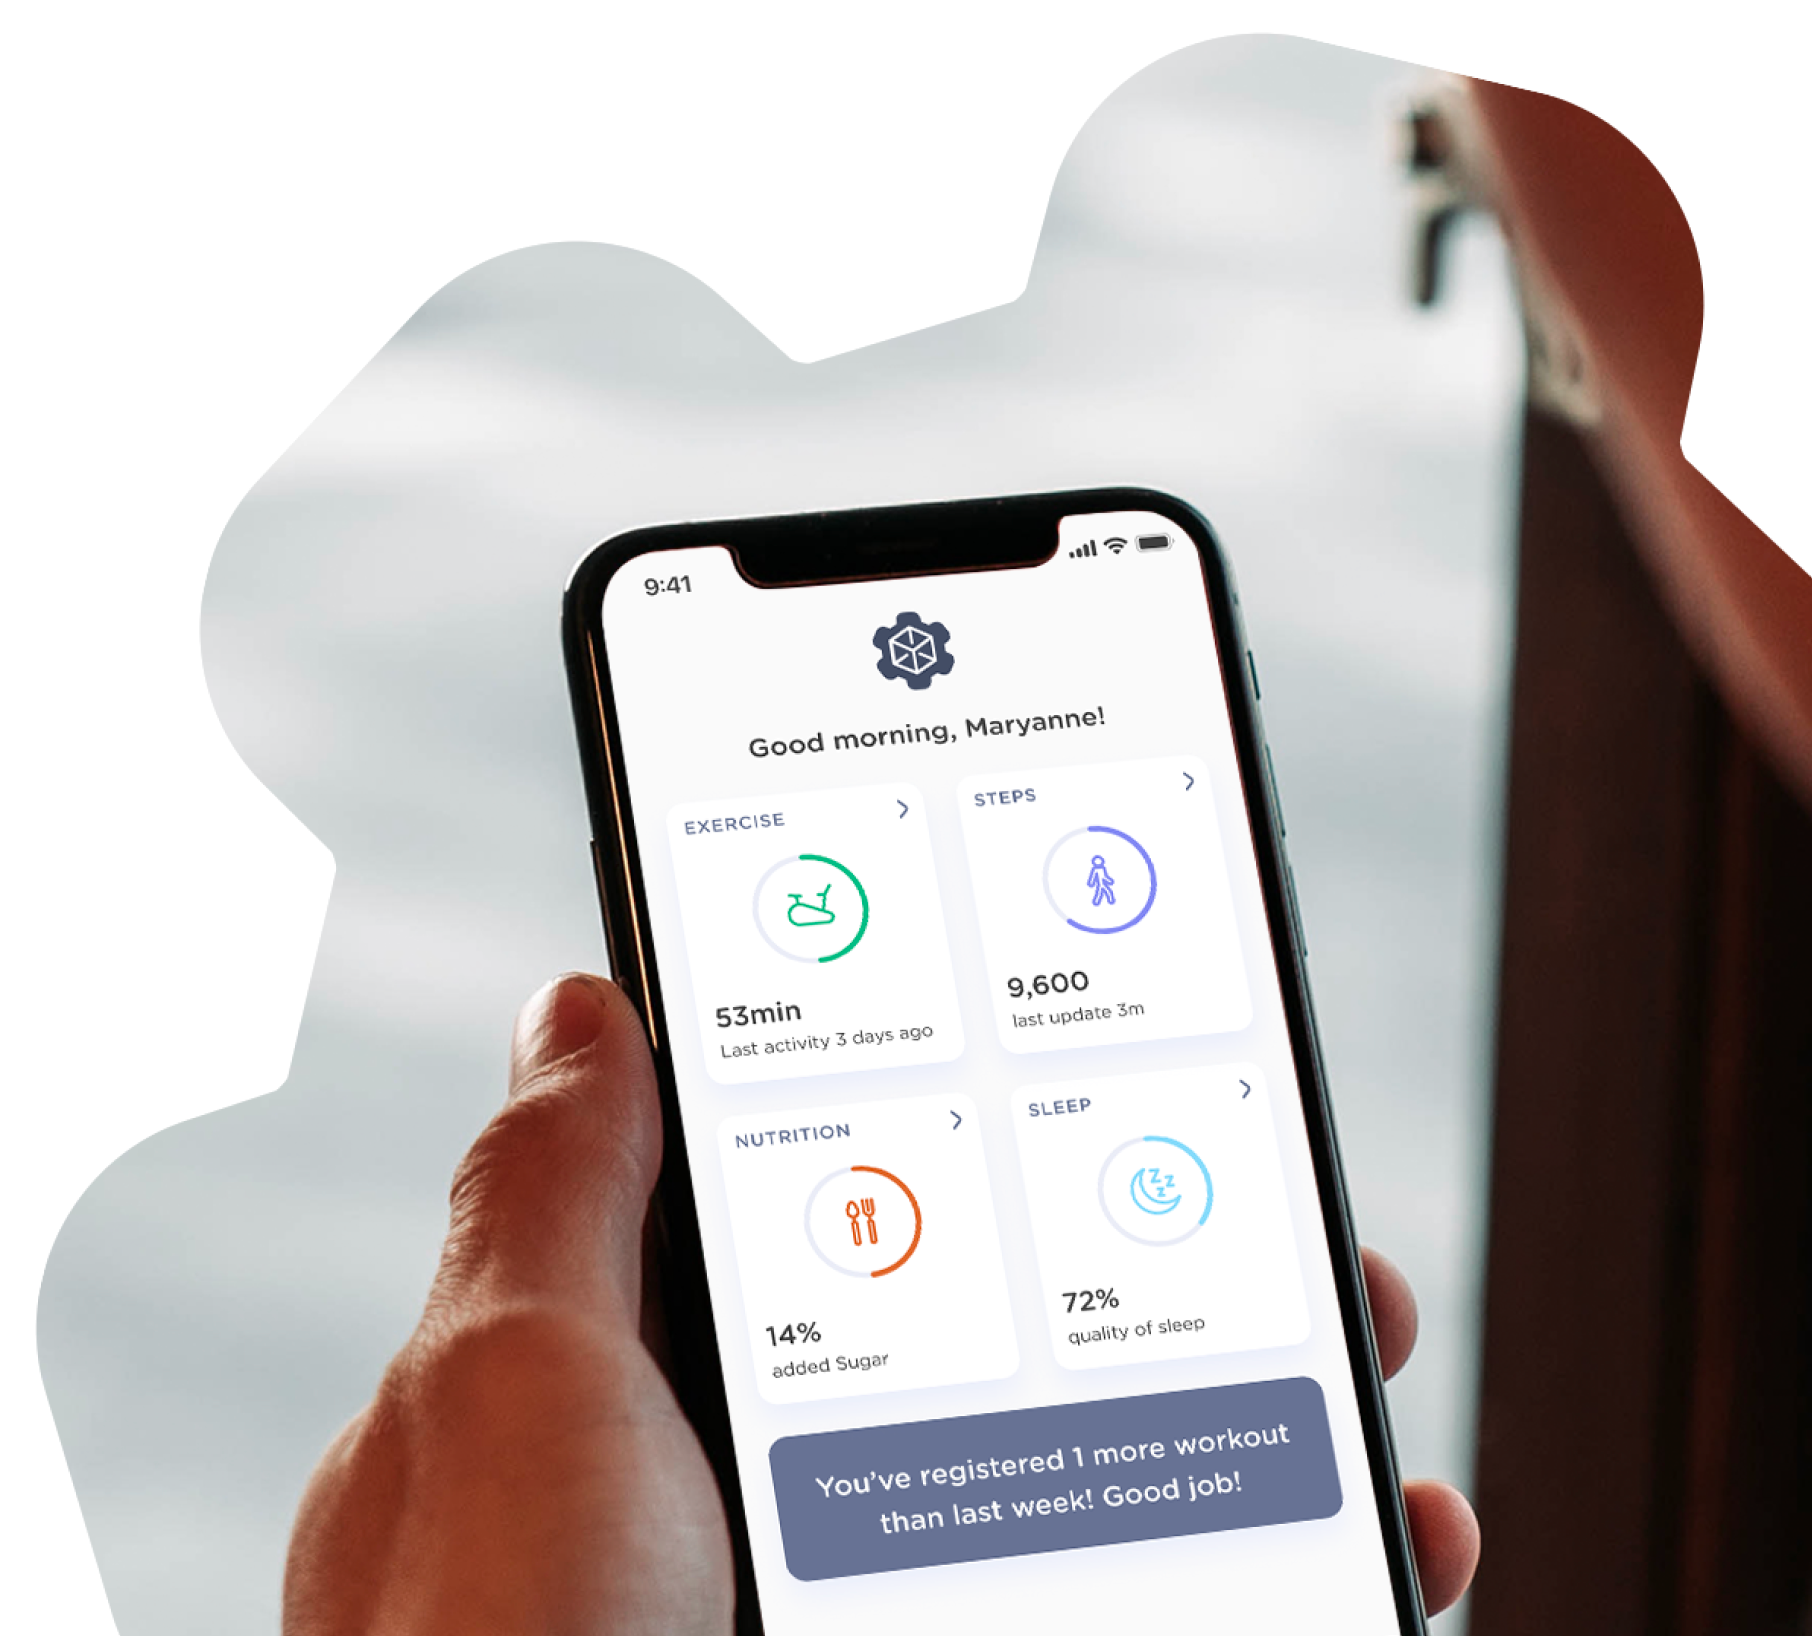 9:41
Good morning, Maryanne!
EXERCISE
53min
Last activity 3 days ago
STEPS
9,600
last update 3m
NUTRITION
14%
added Sugar
SLEEP
zzz
72%
quality of sleep
You've registered 1 more workout
than last week! Good job!